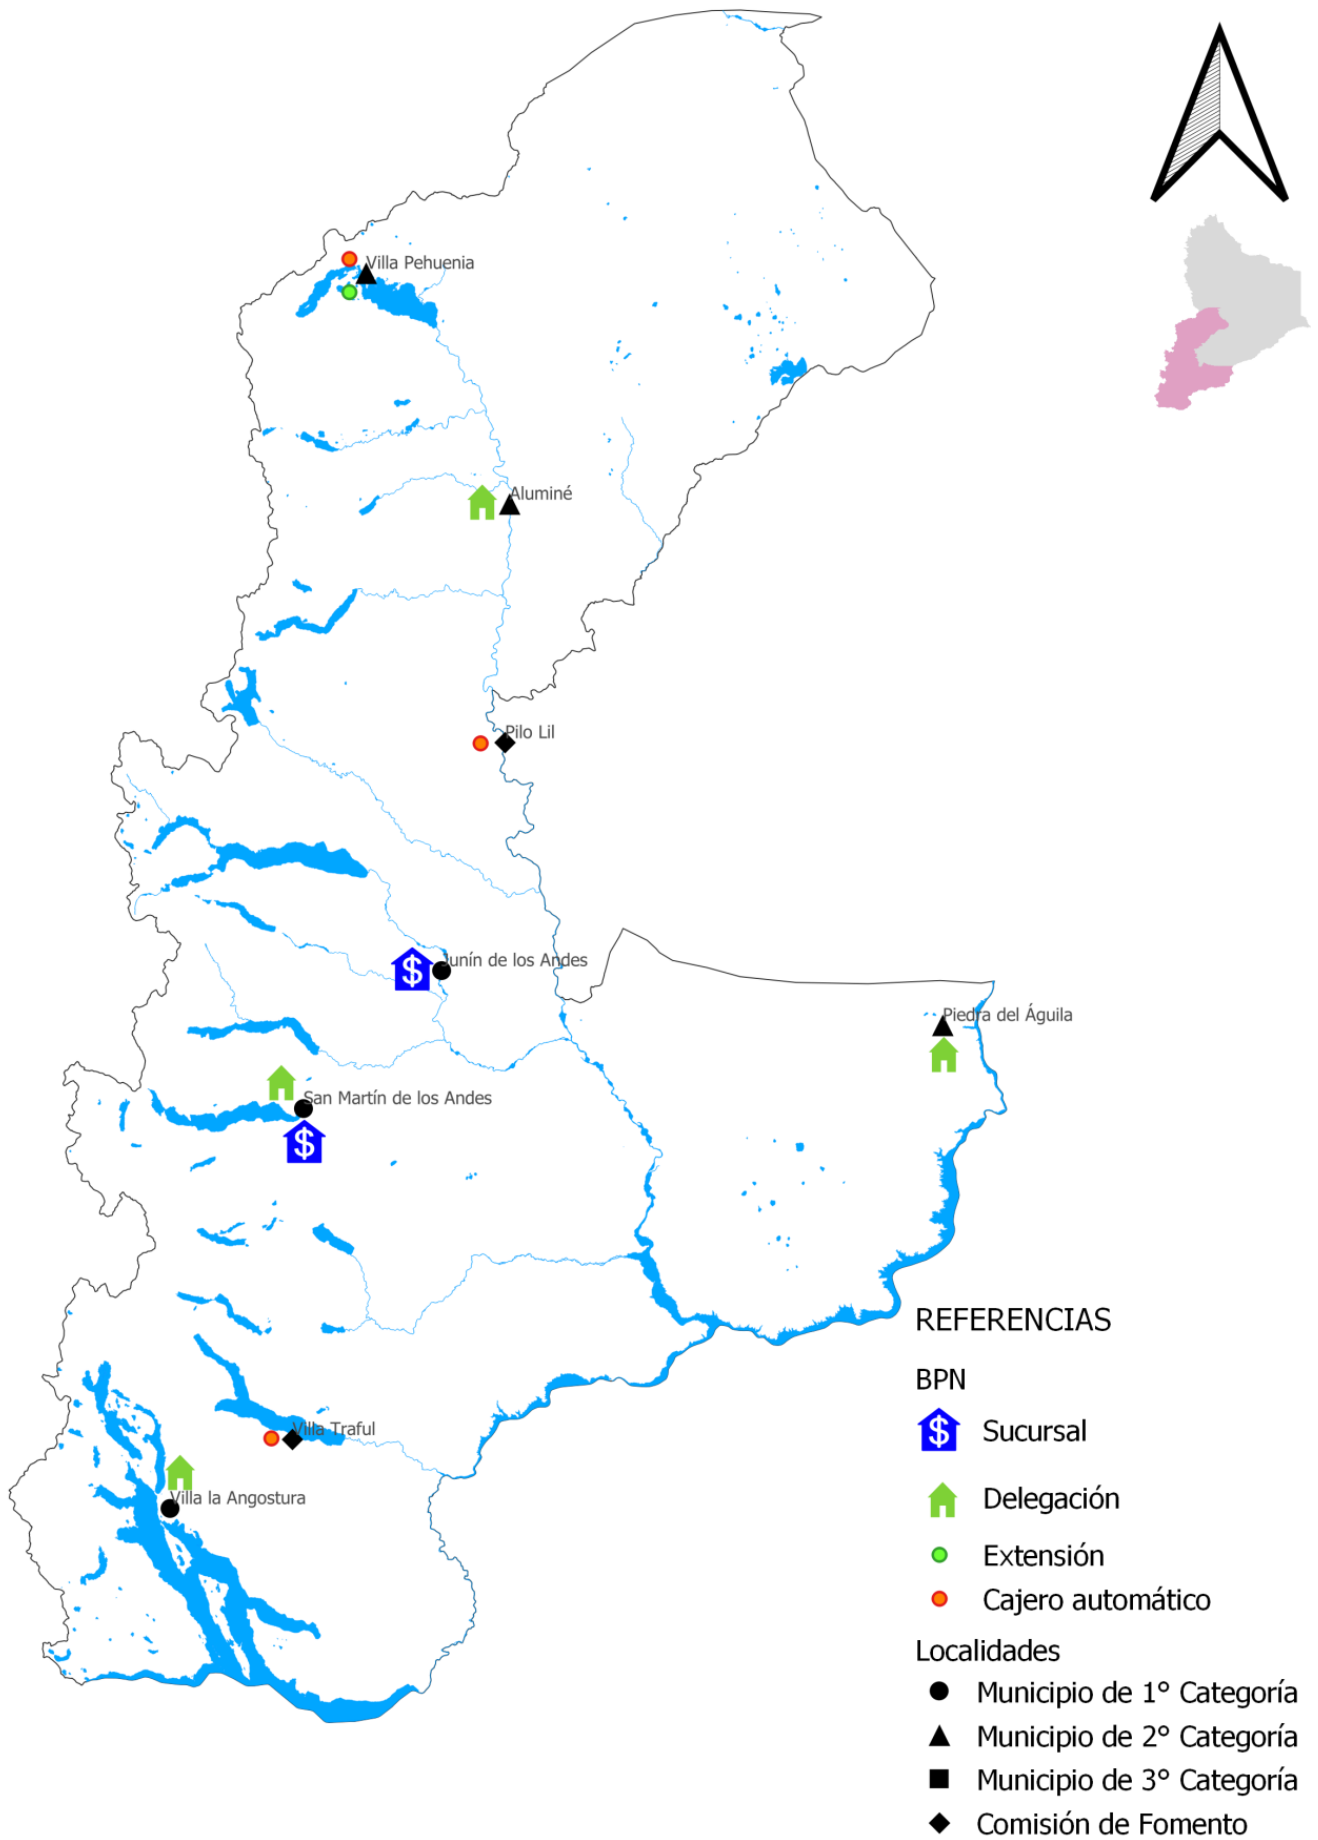 Villa Pehuenia
Aluminé
Pilo Lil
Junín de los Andes
Piedra del Águila
San Martín de los Andes
Villa Traful
Villa la Angostura
REFERENCIAS
BPN
$ Sucursal
Delegación
Extensión
Cajero automático
Localidades
Municipio de 1° Categoría
Municipio de 2° Categoría
Municipio de 3° Categoría
Comisión de Fomento